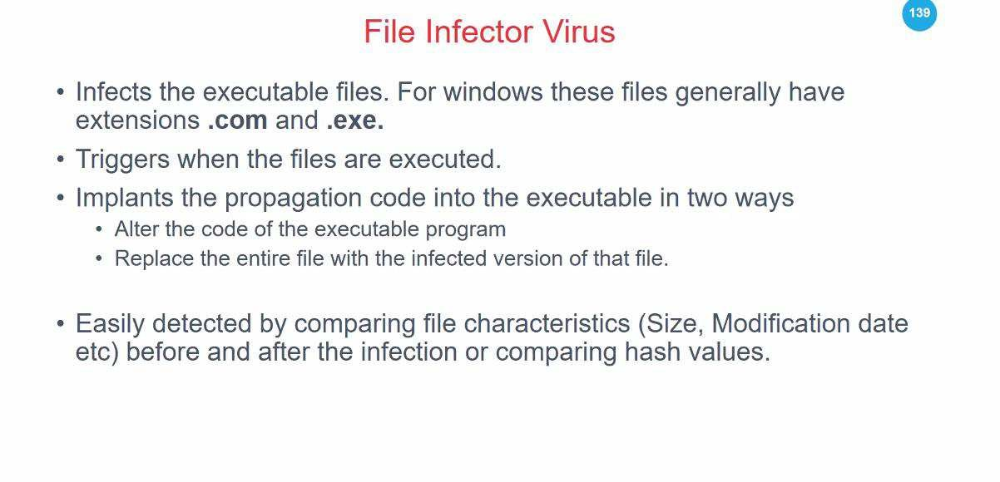 139
File Infector Virus
• Infects the executable files. For windows these files generally have
extensions .com and .exe.
• Triggers when the files are executed.
• Implants the propagation code into the executable in two ways
• Alter the code of the executable program
• Replace the entire file with the infected version of that file.
• Easily detected by comparing file characteristics (Size, Modification date
etc) before and after the infection or comparing hash values.